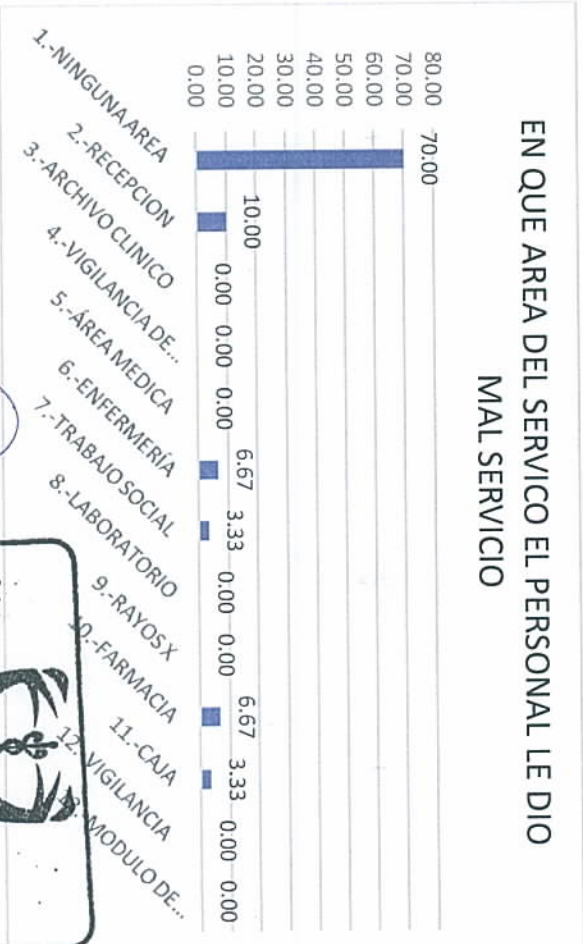 EN QUE AREA DEL SERVICO EL PERSONAL LE DIO
MAL SERVICIO
80.00
70.00
60.00
50.00
40.00
30.00
20.00
10.00
0.00
70.00
10.00
0.00
0.00
0.00
6.67
3.33
0.00
0.00
6.67
3.33
0.00
0.00
1.-NINGUNA AREA
2.-RECEPCION
3.-ARCHIVO CLINICO
4.-VIGILANCIA DE...
5.-ÁREA MEDICA
6.-ENFERMERÍA
7.-TRABAJO SOCIAL
8.-LABORATORIO
9.-RAYOS X
10.-FARMACIA
11.-CAJA
12.-VIGILANCIA
MODULO DE...